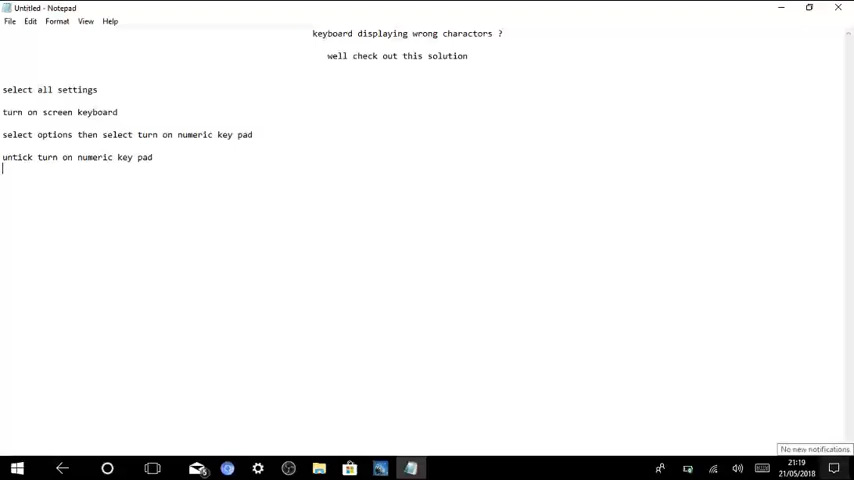 Untitled - Notepad
File Edit Format View Help
keyboard displaying wrong charactors ?
well check out this solution
select all settings
turn on screen keyboard
select options then select turn on numeric key pad
untick turn on numeric key pad
No new notifications
5
21:19
21/05/2018